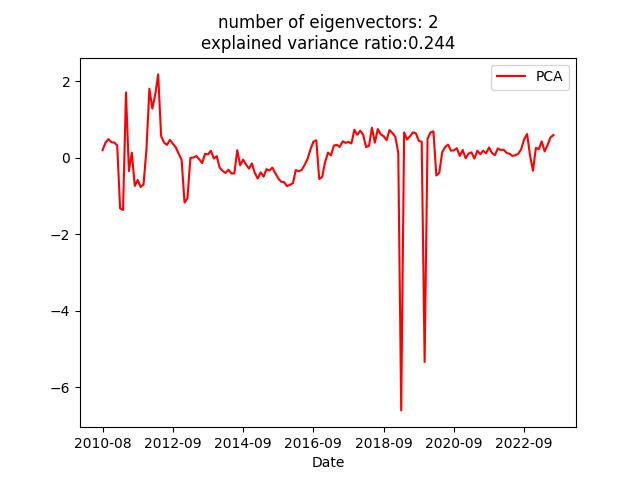 number of eigenvectors: 2
explained variance ratio:0.244
PCA
2
0
−2
−4
−6
2010-08 2012-09 2014-09 2016-09 2018-09 2020-09 2022-09
Date